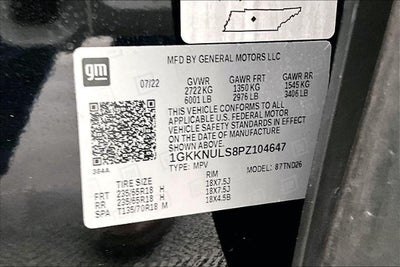 gm
MFD BY GENERAL MOTORS LLC
07/22 GVWR GAWR FRT GAWR RR
2722 KG 1350 KG 1545 KG
6001 LB 2976 LB 3406 LB
THIS VEHICLE CONFORMS TO ALL
APPLICABLE U.S. FEDERAL MOTOR
VEHICLE SAFETY STANDARDS IN EFFECT
ON THE DATE OF MANUFACTURE
SHOWN ABOVE.
1GKKNULS8PZ104647
38AA TYPE: MPV MODEL: 87TND26
TIRE SIZE RIM
FRT 235/65R18 H 18X7.5J
RR 235/65R18 H 18X7.5J
SPA T135/70R18 M 18X4.5B